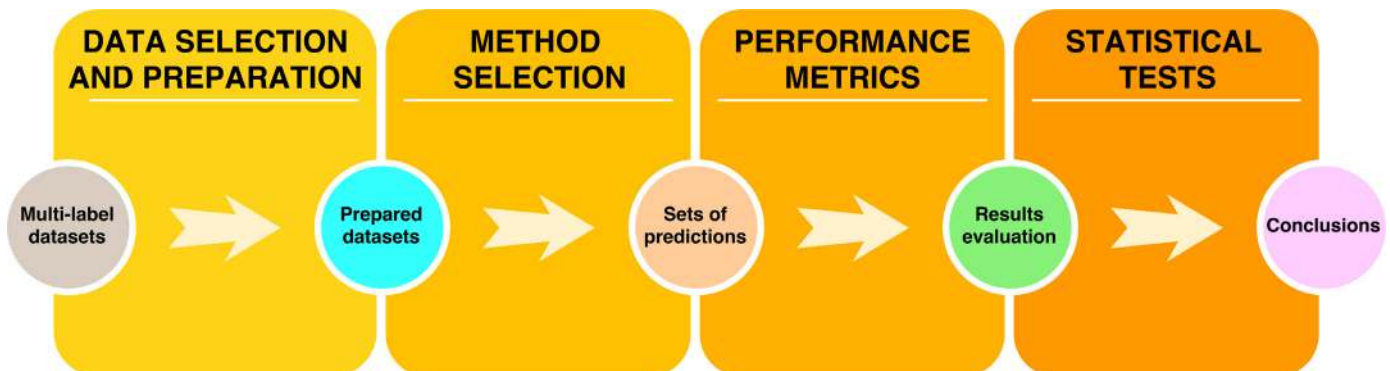 DATA SELECTION
AND PREPARATION
METHOD
SELECTION
PERFORMANCE
METRICS
STATISTICAL
TESTS
Multi-label
datasets
Prepared
datasets
Sets of
predictions
Results
evaluation
Conclusions